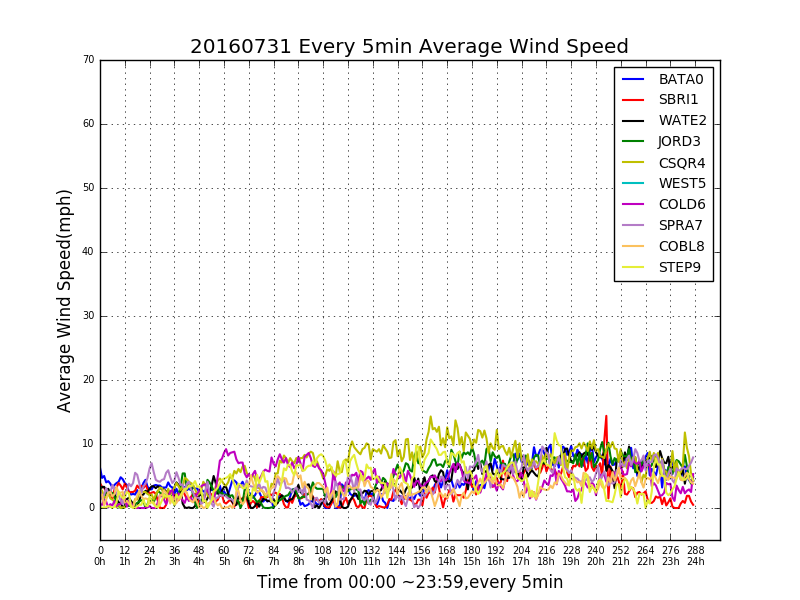 20160731 Every 5min Average Wind Speed
70
60
50
40
30
20
10
0
Average Wind Speed(mph)
BATA0
SBRI1
WATE2
JORD3
CSQR4
WEST5
COLD6
SPRA7
COBL8
STEP9
0 12 24 36 48 60 72 84 96 108 120 132 144 156 168 180 192 204 216 228 240 252 264 276 288
0h 1h 2h 3h 4h 5h 6h 7h 8h 9h 10h 11h 12h 13h 14h 15h 16h 17h 18h 19h 20h 21h 22h 23h 24h
Time from 00:00 ~23:59,every 5min